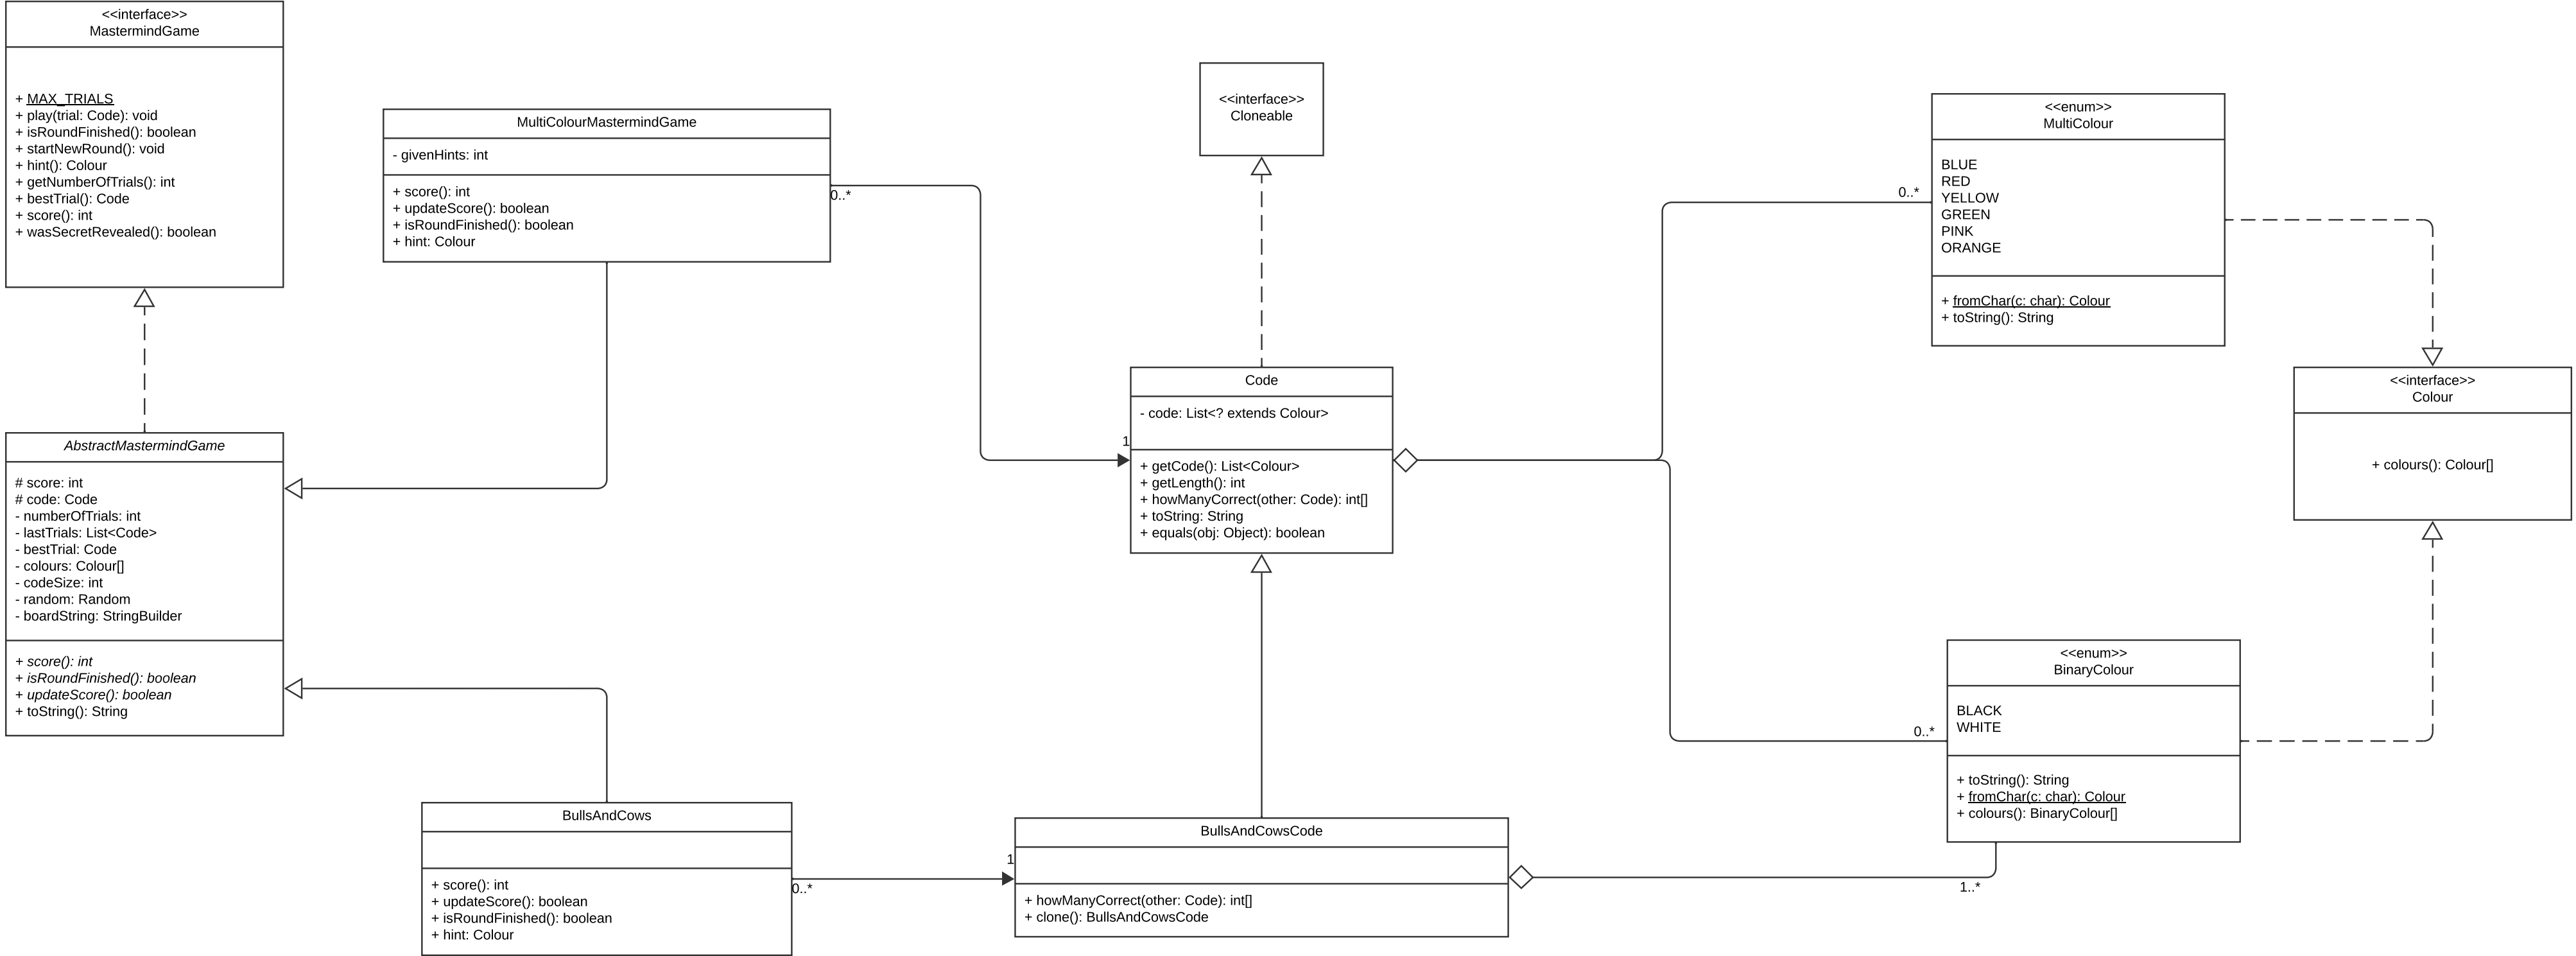 <<interface>>
MastermindGame
+ MAX_TRIALS
+ play(trial: Code): void
+ isRoundFinished(): boolean
+ startNewRound(): void
+ hint(): Colour
+ getNumberOfTrials(): int
+ bestTrial(): Code
+ score(): int
+ wasSecretRevealed(): boolean
MultiColourMastermindGame
- givenHints: int
+ score(): int
+ updateScore(): boolean
+ isRoundFinished(): boolean
+ hint: Colour
0..*
<<interface>>
Cloneable
<<enum>>
MultiColour
BLUE
RED
YELLOW
GREEN
PINK
ORANGE
+ fromChar(c: char): Colour
+ toString(): String
0..*
<<interface>>
Colour
+ colours(): Colour[]
Code
- code: List<? extends Colour>
+ getCode(): List<Colour>
+ getLength(): int
+ howManyCorrect(other: Code): int[]
+ toString: String
+ equals(obj: Object): boolean
1
AbstractMastermindGame
# score: int
# code: Code
- numberOfTrials: int
- lastTrials: List<Code>
- bestTrial: Code
- colours: Colour[]
- codeSize: int
- random: Random
- boardString: StringBuilder
+ score(): int
+ isRoundFinished(): boolean
+ updateScore(): boolean
+ toString(): String
<<enum>>
BinaryColour
BLACK
WHITE
+ toString(): String
+ fromChar(c: char): Colour
+ colours(): BinaryColour[]
0..*
BullsAndCows
+ score(): int
+ updateScore(): boolean
+ isRoundFinished(): boolean
+ hint: Colour
0..*
1
BullsAndCowsCode
+ howManyCorrect(other: Code): int[]
+ clone(): BullsAndCowsCode
1..*